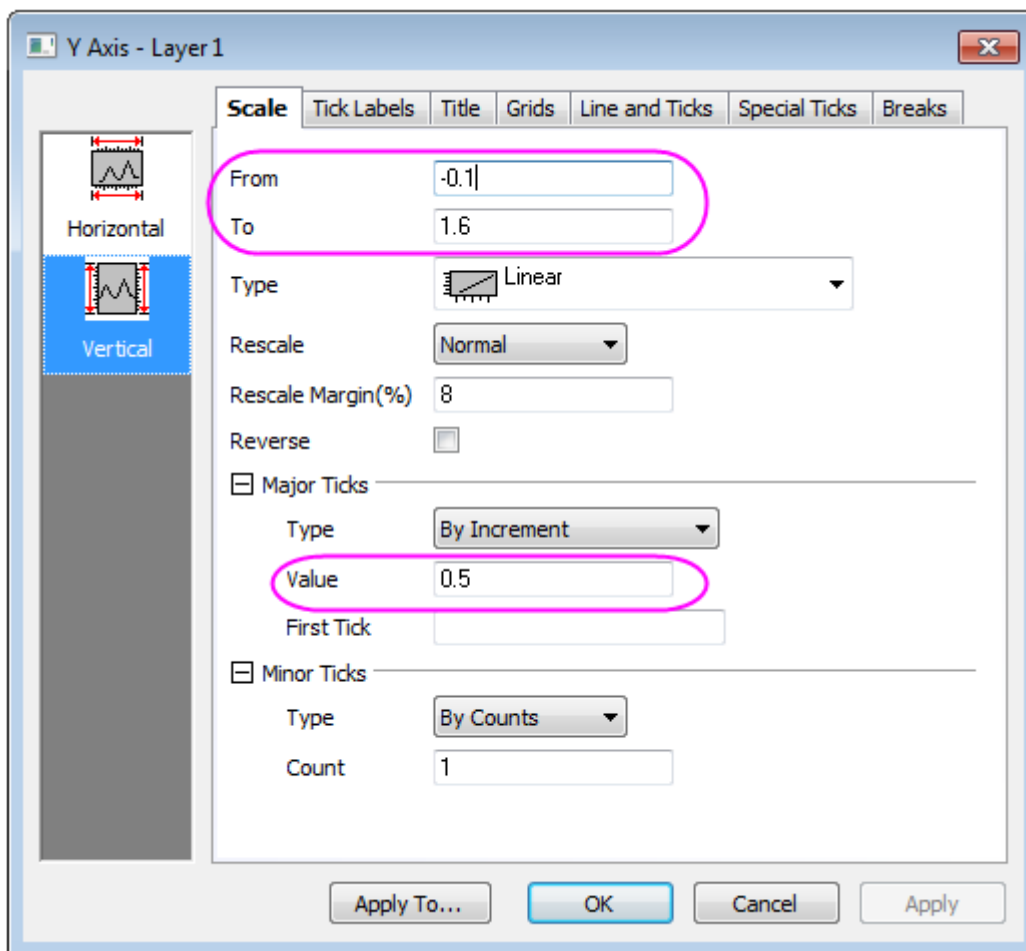 Y Axis - Layer 1
Scale Tick Labels Title Grids Line and Ticks Special Ticks Breaks
Horizontal
Vertical
From -0.1
To 1.6
Type Linear
Rescale Normal
Rescale Margin(%) 8
Reverse
Major Ticks
Type By Increment
Value 0.5
First Tick
Minor Ticks
Type By Counts
Count 1
Apply To... OK Cancel Apply